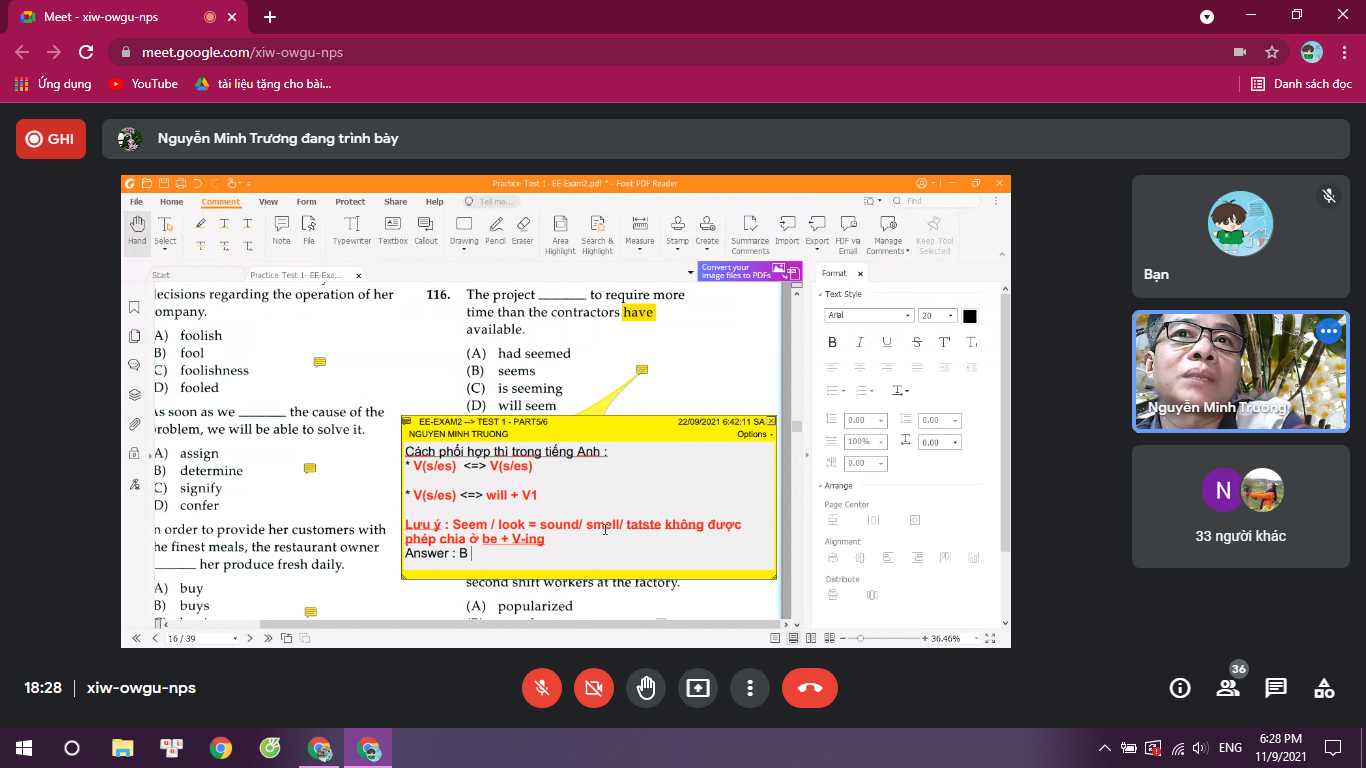 Meet - xiw-owgu-nps
meet.google.com/xiw-owgu-nps
Ứng dụng
YouTube
tài liệu tặng cho bài...
Danh sách đọc
GHI
Nguyễn Minh Trương đang trình bày
Practice Test 1- EE-Exam2.pdf * - Foxit PDF Reader
File Home Comment View Form Protect Share Help Tell me... Find
Hand Select Note File Typewriter Textbox Callout Drawing Pencil Eraser Area Highlight Search & Highlight Measure Stamp Create Summarize Comments Import Export FDV via Email Manage Comments Keep Tool Selected
Start Practice Test 1- EE-Exa...
Convert your
image files to PDFs
ecisions regarding the operation of her
ompany.
A) foolish
B) fool
C) foolishness
D) fooled
As soon as we _______ the cause of the
roblem, we will be able to solve it.
A) assign
B) determine
C) signify
D) confer
n order to provide her customers with
he finest meals, the restaurant owner
_______ her produce fresh daily.
A) buy
B) buys
116. The project _______ to require more
time than the contractors have
available.
(A) had seemed
(B) seems
(C) is seeming
(D) will seem
EE-EXAM2 --> TEST 1 - PART5/6 22/09/2021 6:42:11 SA
NGUYEN MINH TRUONG Options
Cách phối hợp thì trong tiếng Anh :
* V(s/es) <=> V(s/es)
* V(s/es) <=> will + V1
Lưu ý : Seem / look = sound/ smell/ tatste không được
phép chia ở be + V-ing
Answer : B
second shift workers at the factory.
(A) popularized
16 / 39
36.46%
Format
Text Style
Arial 20
0.00 0.00
100% 0.00
0.00
Arrange
Page Center
Alignment
Distribute
Bạn
Nguyễn Minh Trương
N
33 người khác
18:28 xiw-owgu-nps
36
ENG
6:28 PM
11/9/2021